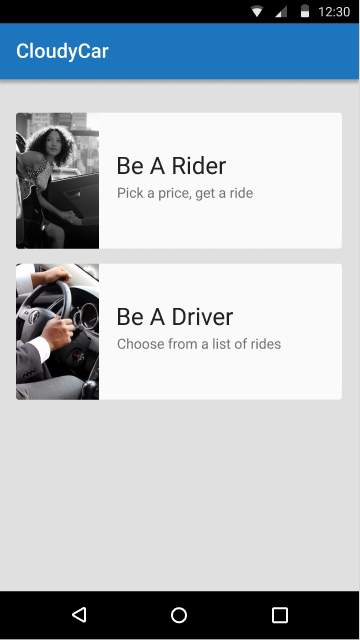 12:30
CloudyCar
Be A Rider
Pick a price, get a ride
Be A Driver
Choose from a list of rides